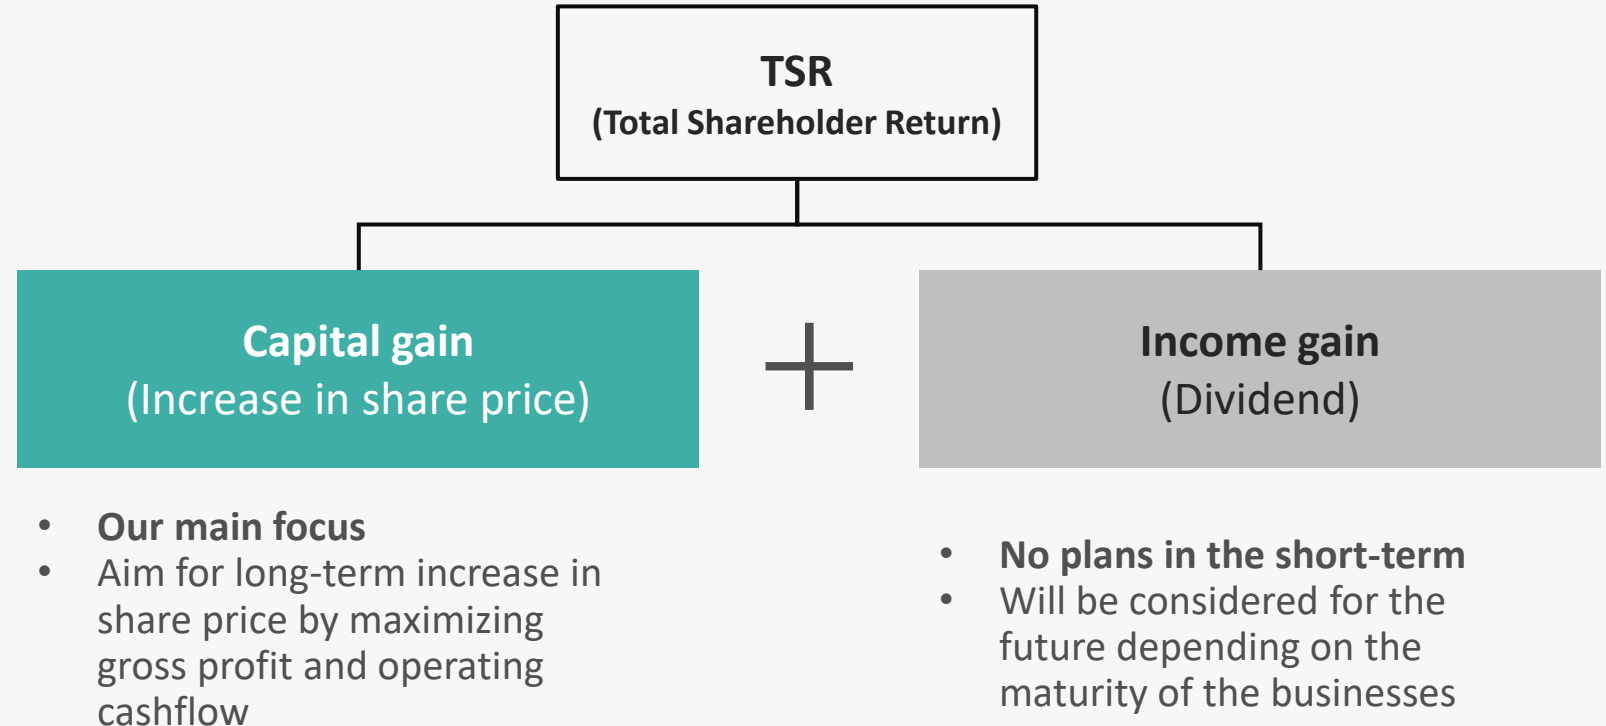 TSR
(Total Shareholder Return)
Capital gain
(Increase in share price)
+
Income gain
(Dividend)
• Our main focus
• Aim for long-term increase in
share price by maximizing
gross profit and operating
cashflow
• No plans in the short-term
• Will be considered for the
future depending on the
maturity of the businesses